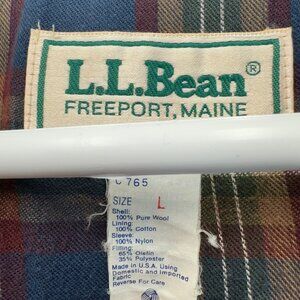 L.L.Bean®
FREEPORT, MAINE
C 765
SIZE L
Shell:
100% Pure Wool
Lining:
100% Cotton
Sleeve:
100% Nylon
Filling:
65% Olefin
35% Polyester
Made in U.S.A. Using
Domestic and Imported
Fabric
Reverse For Care